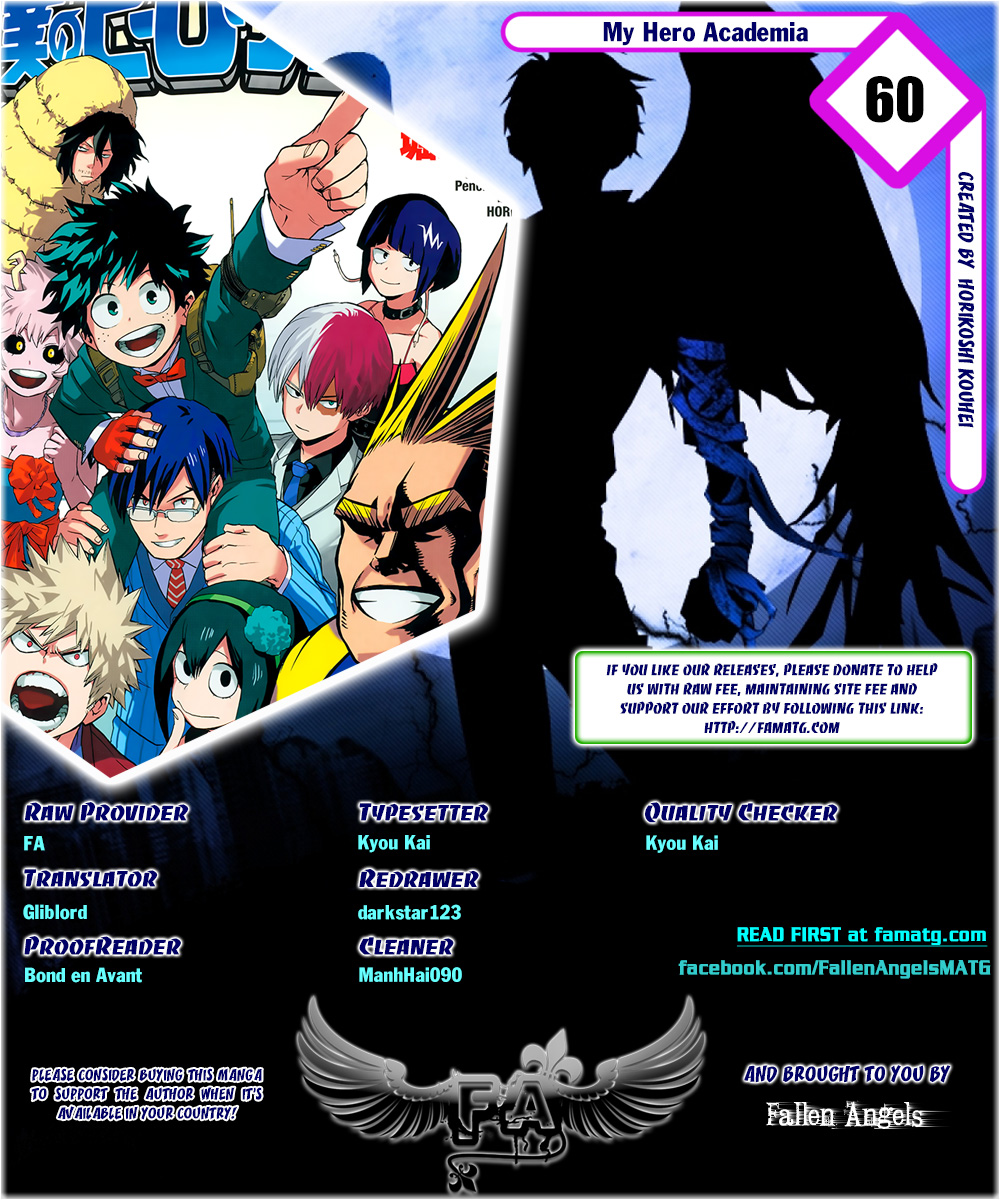 僕のヒロ
My Hero Academia
60
CREATED BY HORIKOSHI KOUHEI
IF YOU LIKE OUR RELEASES, PLEASE DONATE TO HELP
US WITH RAW FEE, MAINTAINING SITE FEE AND
SUPPORT OUR EFFORT BY FOLLOWING THIS LINK:
HTTP://FAMATG.COM
RAW PROVIDER
FA
TRANSLATOR
Gliblord
PROOFREADER
Bond en Avant
TYPESETTER
Kyou Kai
REDRAWER
darkstar123
CLEANER
ManhHai090
QUALITY CHECKER
Kyou Kai
READ FIRST at famatg.com
facebook.com/FallenAngelsMATG
PLEASE CONSIDER BUYING THIS MANGA
TO SUPPORT THE AUTHOR WHEN IT'S
AVAILABLE IN YOUR COUNTRY!
FA
AND BROUGHT TO YOU BY
Fallen Angels